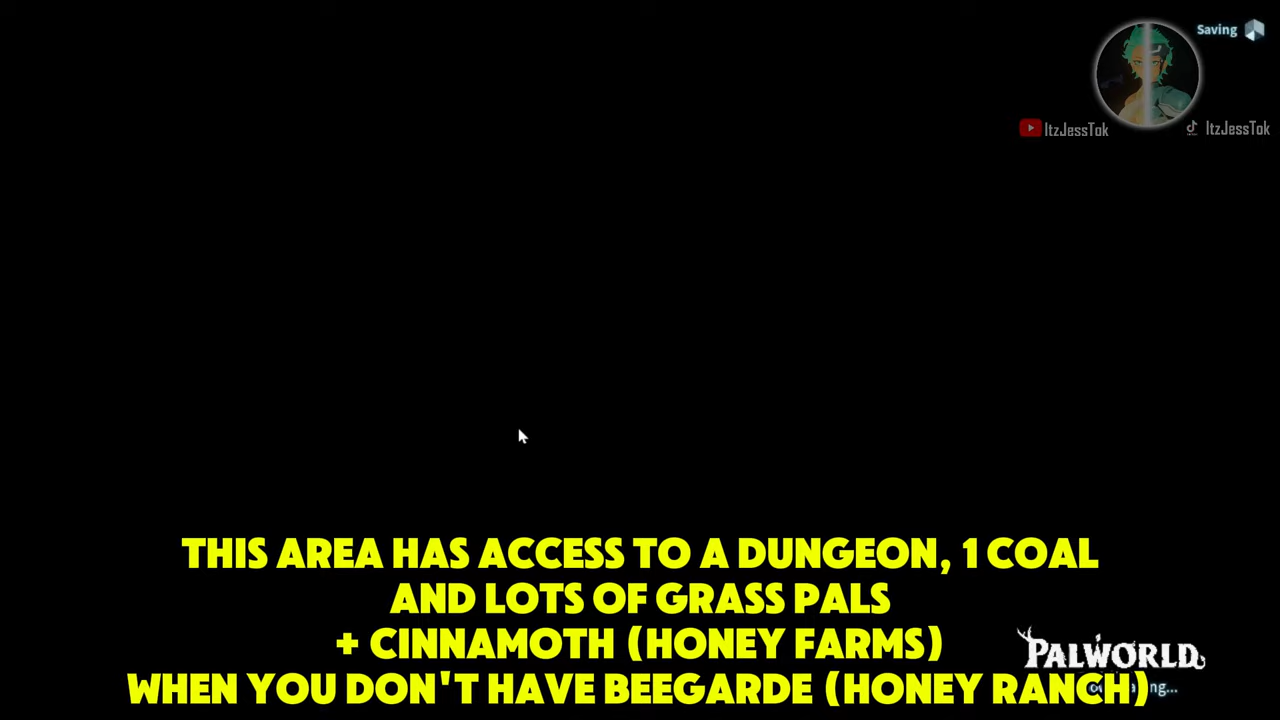 Saving
ItzJessTok
ItzJessTok
THIS AREA HAS ACCESS TO A DUNGEON, 1 COAL
AND LOTS OF GRASS PALS
+ CINNAMOTH (HONEY FARMS)
PALWORLD
WHEN YOU DON'T HAVE BEEGARDE (HONEY RANCH)